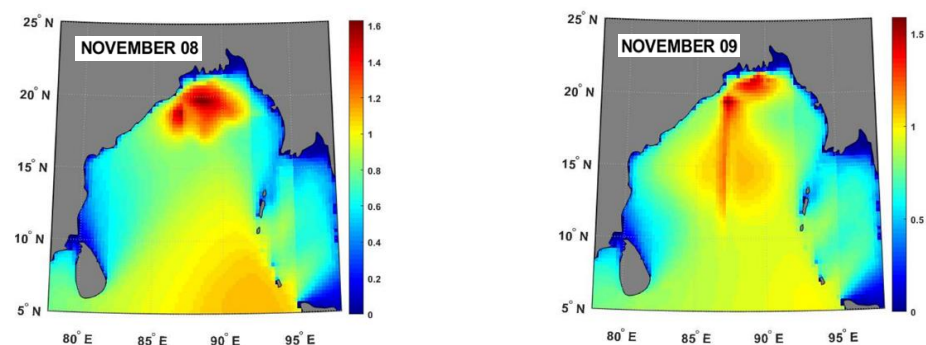 25° N
20° N
15° N
10° N
5° N
80° E
85° E
90° E
95° E
NOVEMBER 08
1.6
1.4
1.2
1
0.8
0.6
0.4
0.2
0
25° N
20° N
15° N
10° N
5° N
80° E
85° E
90° E
95° E
NOVEMBER 09
1.5
1
0.5
0